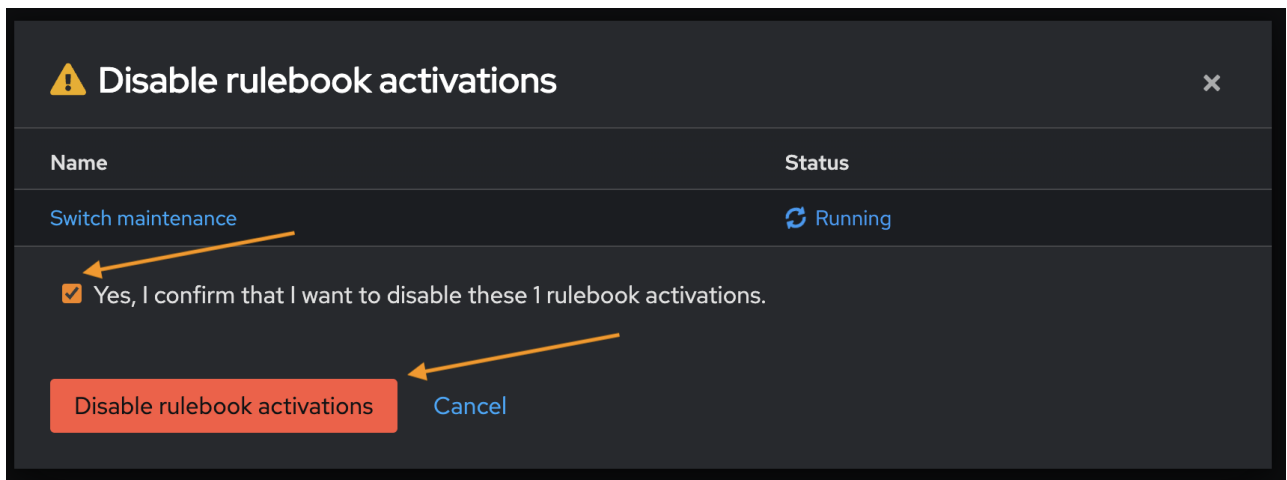 Disable rulebook activations
Name Status
Switch maintenance Running
Yes, I confirm that I want to disable these 1 rulebook activations.
Disable rulebook activations Cancel